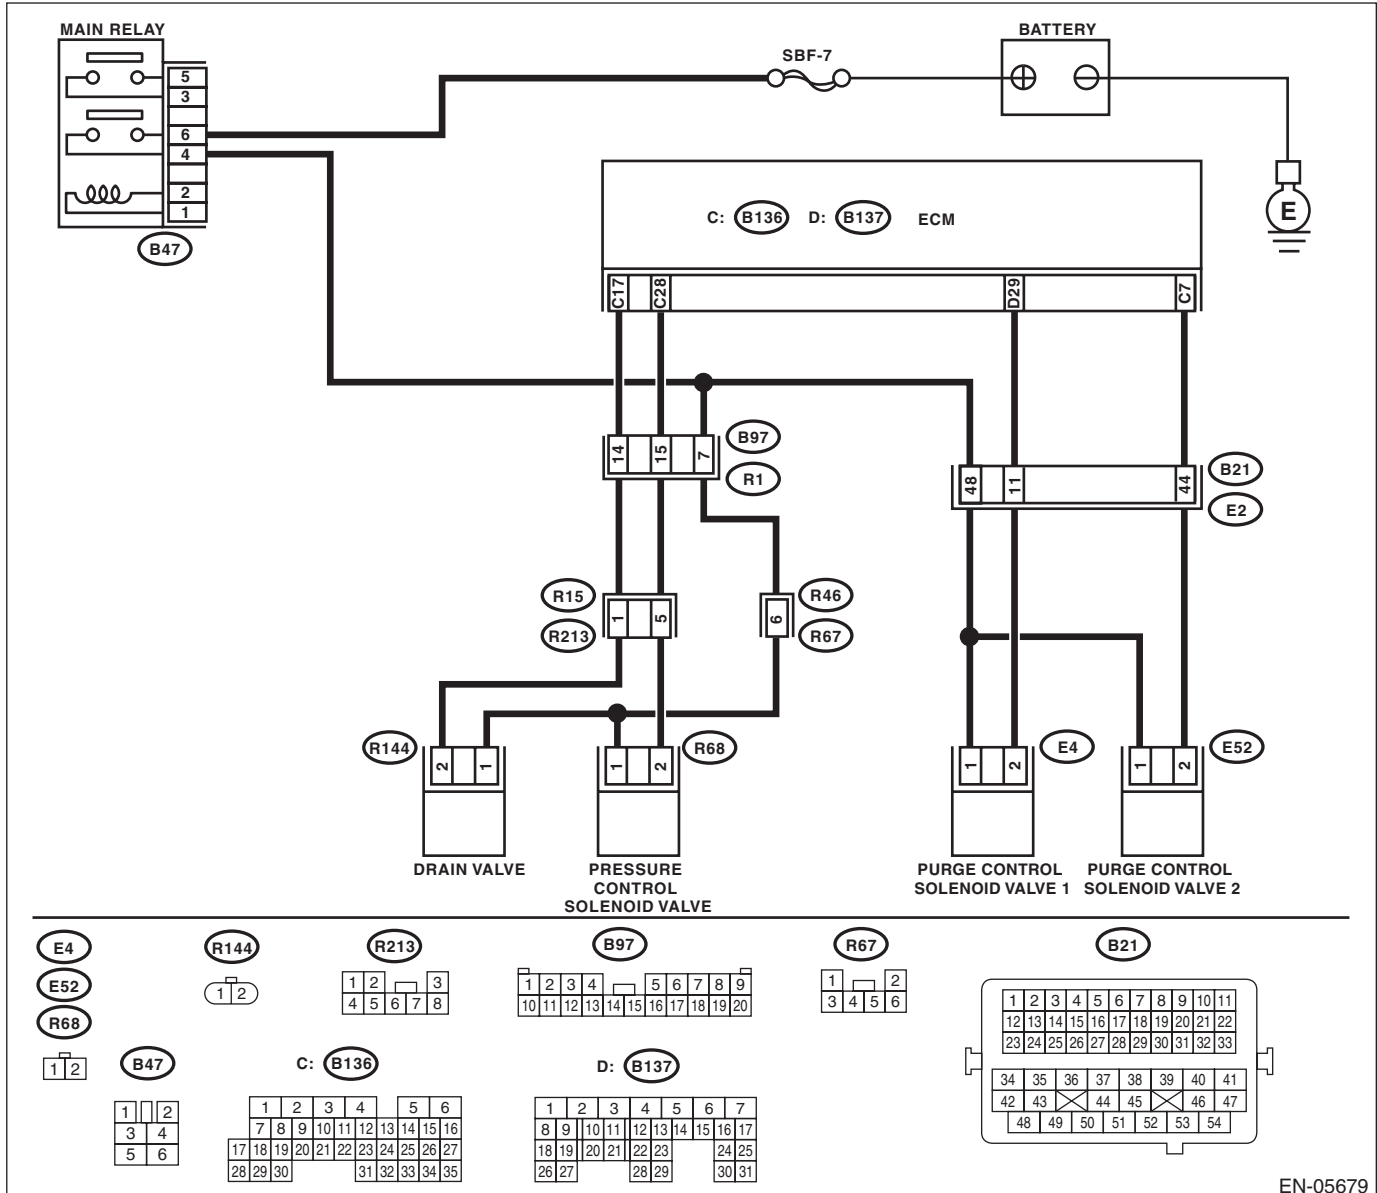 MAIN RELAY
5
3
6
4
2
1
B47
SBF-7
BATTERY
E
C: B136 D: B137 ECM
C17 C28 D29 C7
14 15 7
B97
R1
48 11 44
B21
E2
R15
R213
1 5
6
R46
R67
R144
2 1
1 2
R68
1 2
E4
1 2
E52
DRAIN VALVE
PRESSURE
CONTROL
SOLENOID VALVE
PURGE CONTROL
SOLENOID VALVE 1
PURGE CONTROL
SOLENOID VALVE 2
E4
E52
R68
1 2
R144
1 2
R213
1 2 3
4 5 6 7 8
B97
1 2 3 4 5 6 7 8 9
10 11 12 13 14 15 16 17 18 19 20
R67
1 2
3 4 5 6
B21
1 2 3 4 5 6 7 8 9 10 11
12 13 14 15 16 17 18 19 20 21 22
23 24 25 26 27 28 29 30 31 32 33
34 35 36 37 38 39 40 41
42 43 44 45 46 47
48 49 50 51 52 53 54
B47
1 2
3 4
5 6
C: B136
1 2 3 4 5 6
7 8 9 10 11 12 13 14 15 16
17 18 19 20 21 22 23 24 25 26 27
28 29 30 31 32 33 34 35
D: B137
1 2 3 4 5 6 7
8 9 10 11 12 13 14 15 16 17
18 19 20 21 22 23 24 25
26 27 28 29 30 31
EN-05679